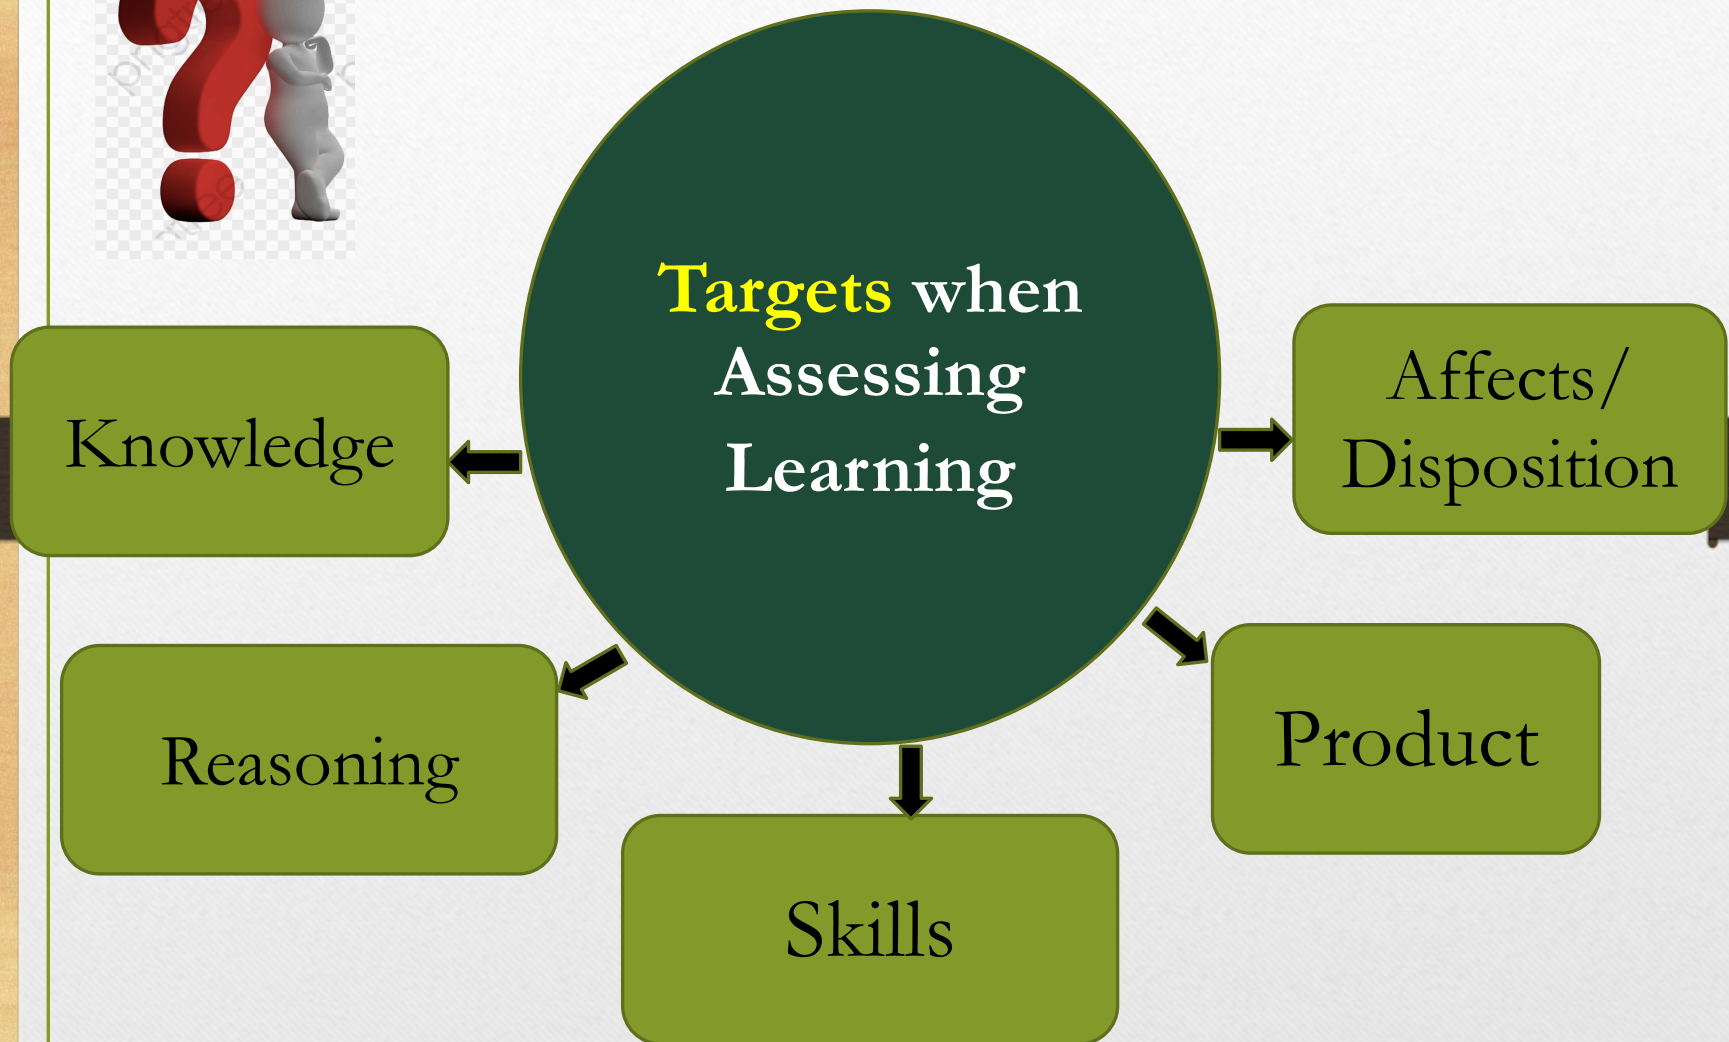 Targets when
Assessing
Learning
Knowledge
Affects/
Disposition
Reasoning
Product
Skills